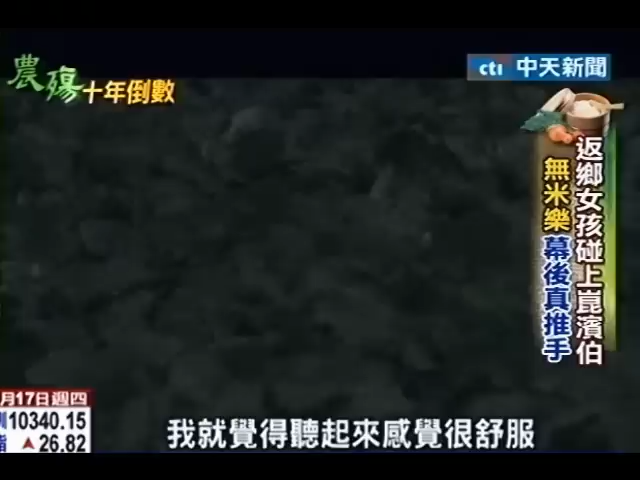 農殤十年倒數
cti 中天新聞
返鄉女孩碰上崑濱伯
無米樂幕後真推手
月17日週四
10340.15
指 ▲ 26.82
我就覺得聽起來感覺很舒服